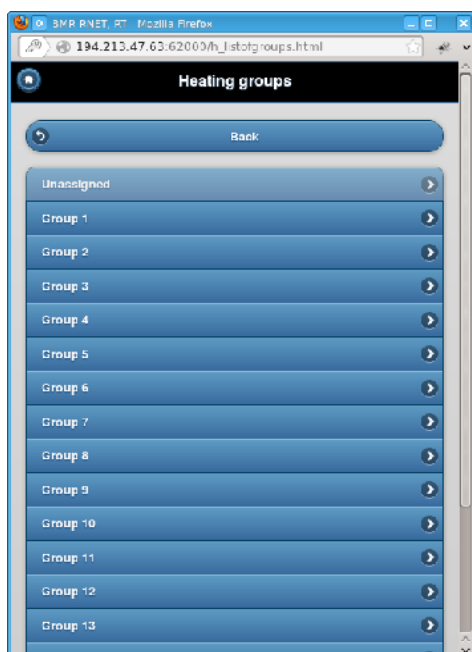 BMR RNET, RT Mozilla Firefox
194.213.47.63:62000/h_listofgroups.html
Heating groups
Back
Unassigned
Group 1
Group 2
Group 3
Group 4
Group 5
Group 6
Group 7
Group 8
Group 9
Group 10
Group 11
Group 12
Group 13